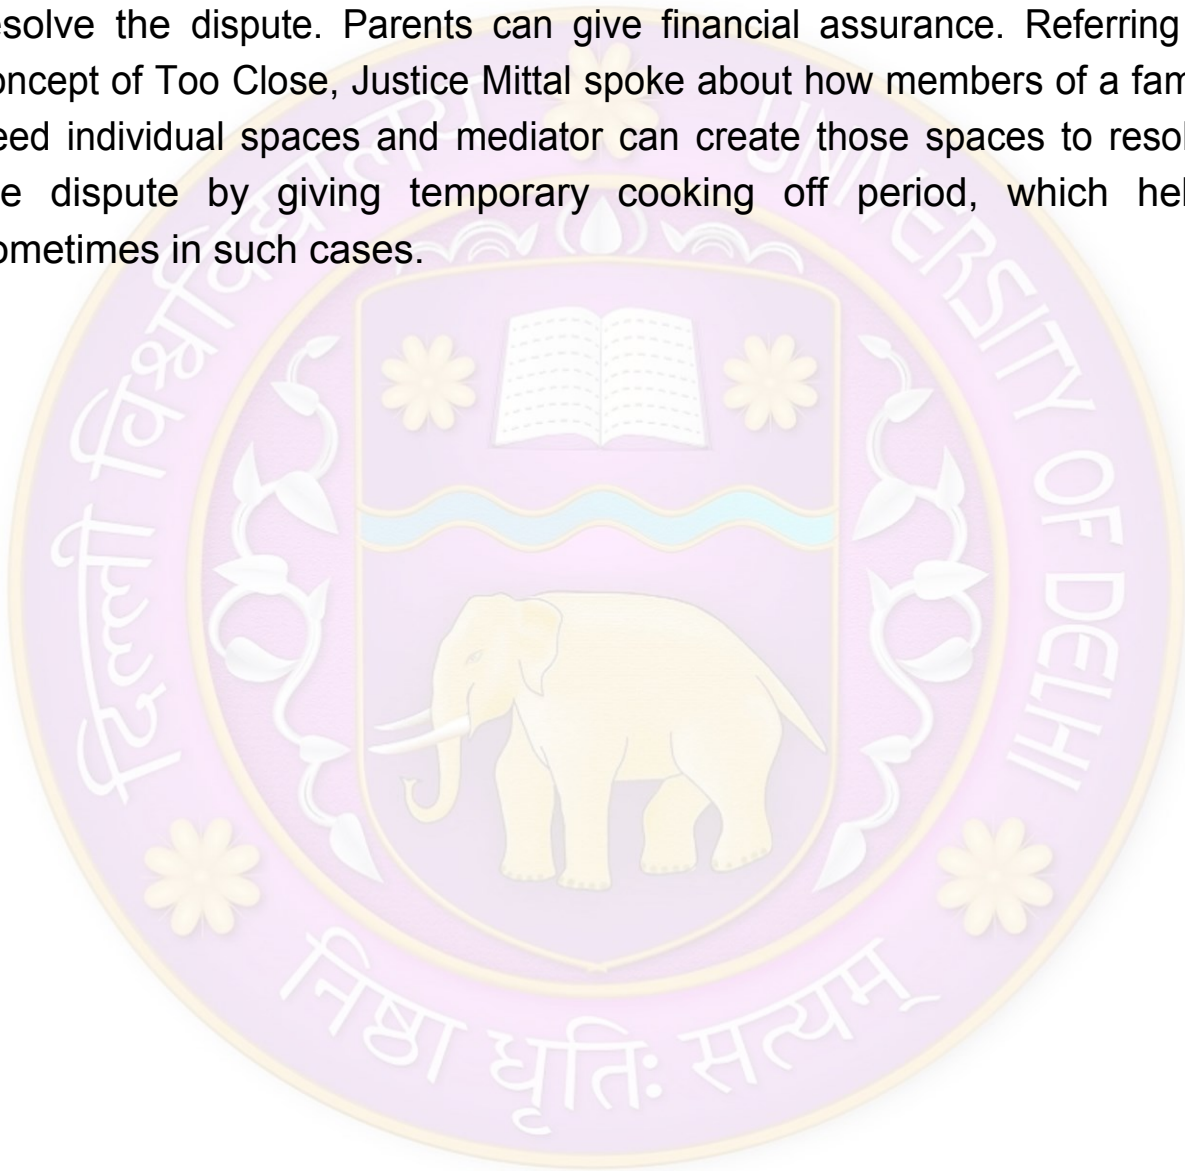 esolve the dispute. Parents can give financial assurance. Referring
oncept of Too Close, Justice Mittal spoke about how members of a fam
eed individual spaces and mediator can create those spaces to resol
e dispute by giving temporary cooking off period, which hel
ometimes in such cases.
दिल्ली विश्वविद्यालय
UNIVERSITY OF DELHI
निष्ठा धृतिः सत्यम्